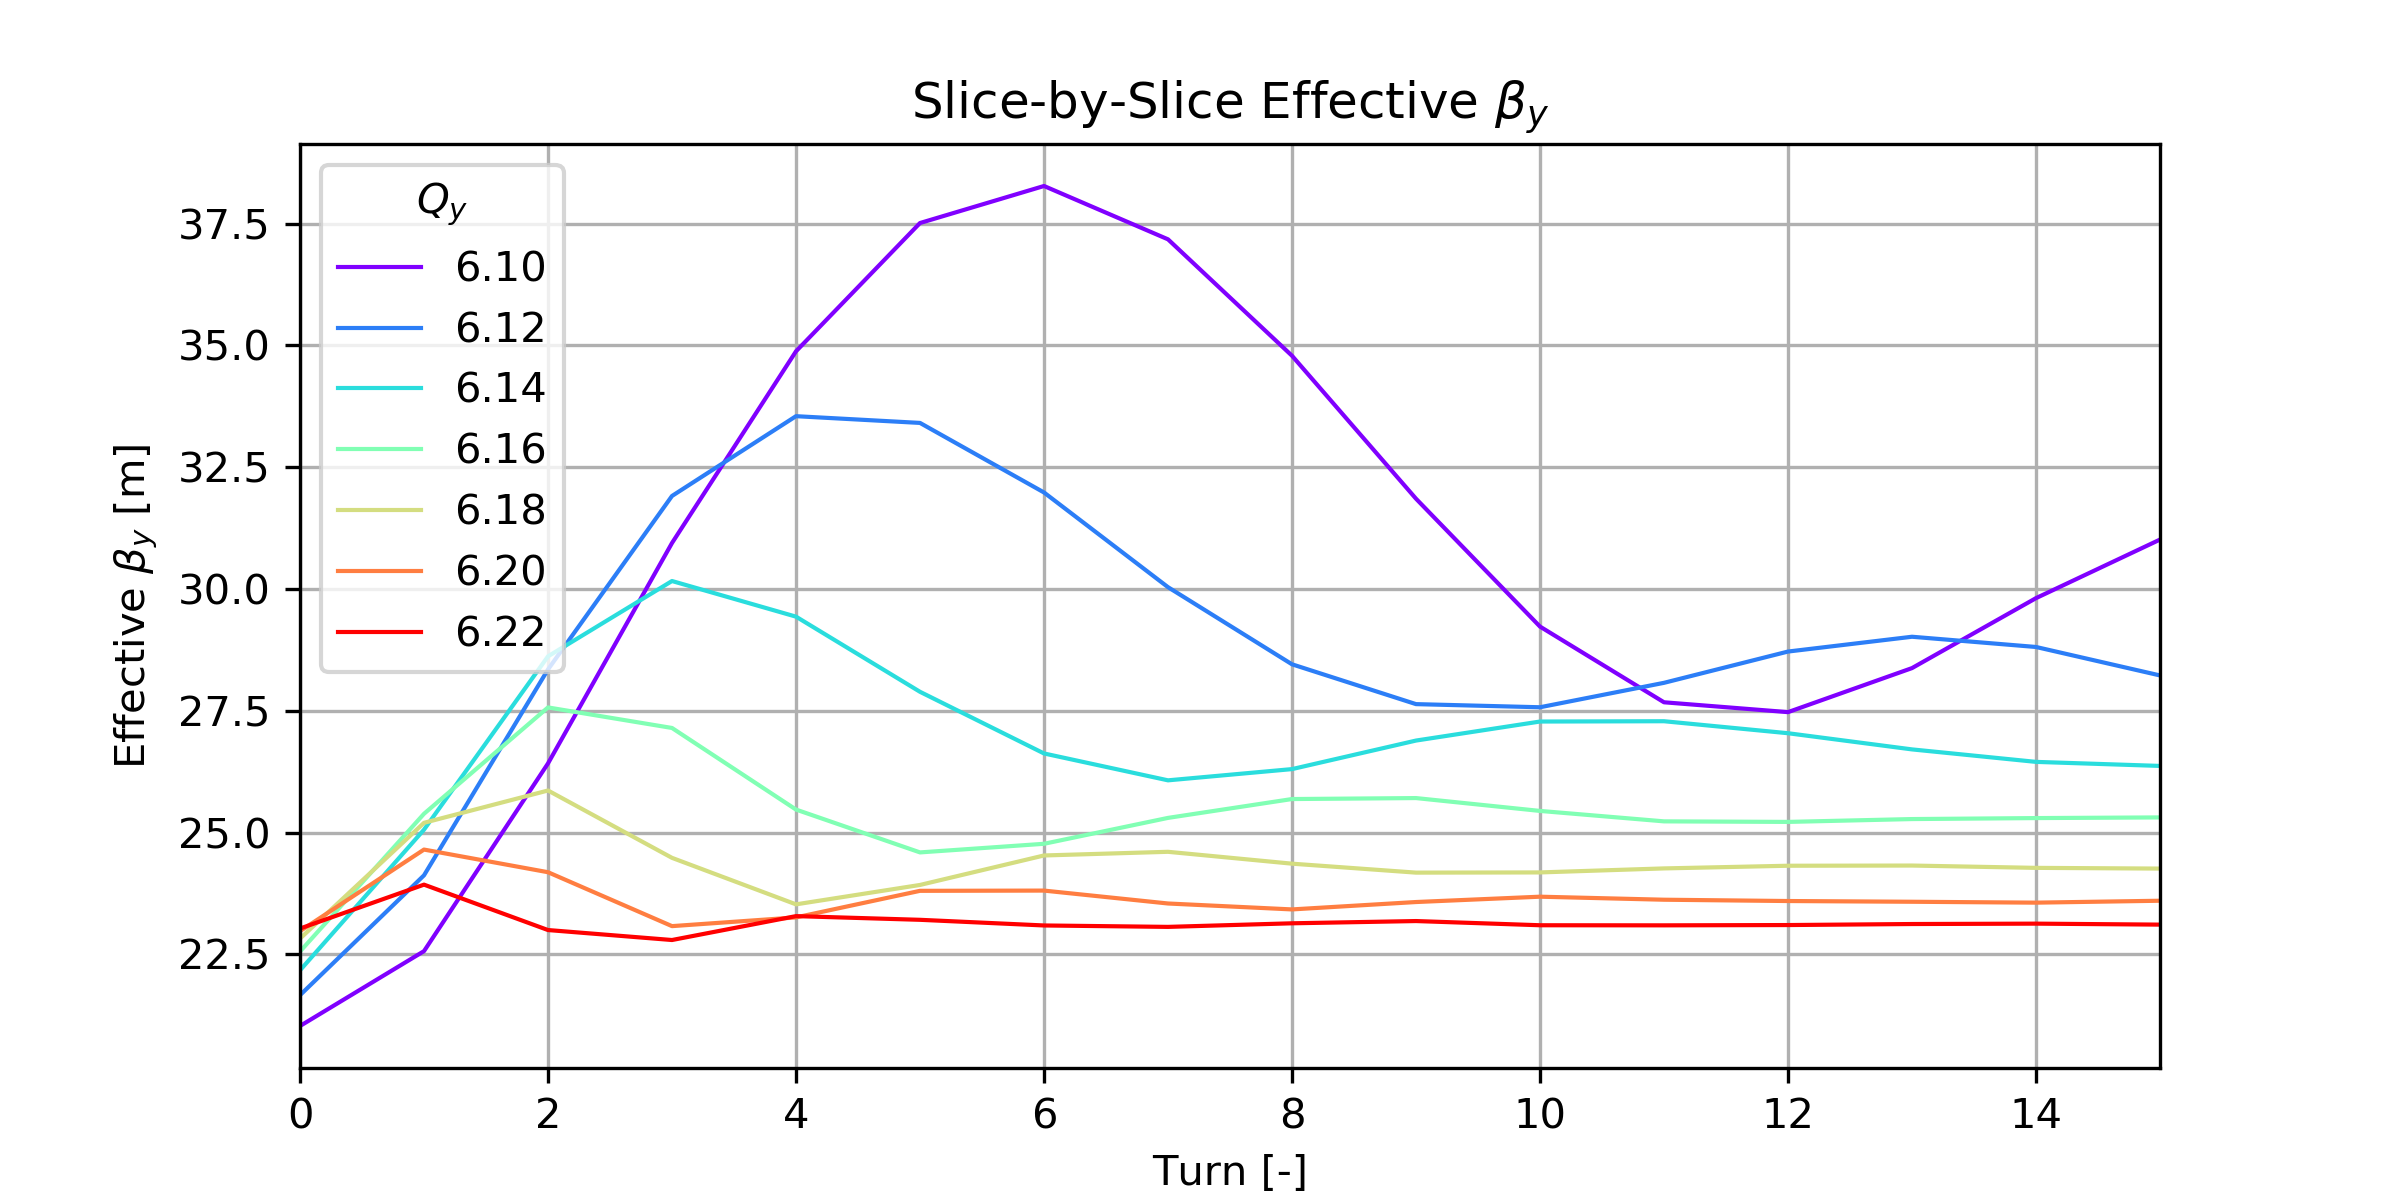 Slice-by-Slice Effective βy
Qy
6.10
6.12
6.14
6.16
6.18
6.20
6.22
37.5
35.0
32.5
30.0
27.5
25.0
22.5
Effective βy [m]
0 2 4 6 8 10 12 14
Turn [-]